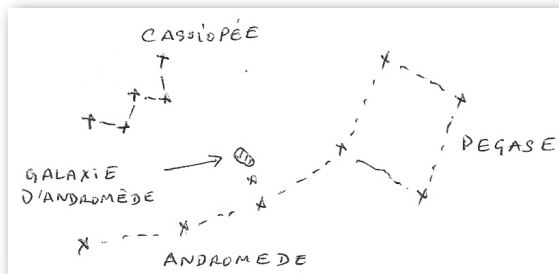 CASSIOPÉE
PEGASE
GALAXIE
D'ANDROMÈDE
ANDROMEDE